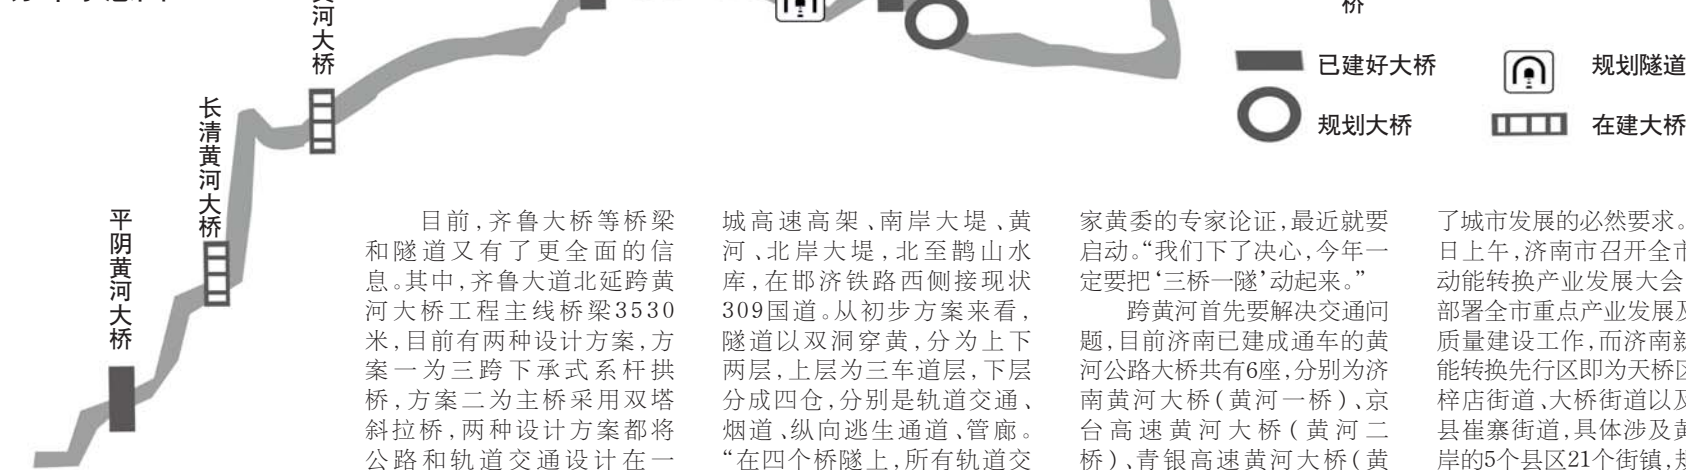 河大桥
长清黄河大桥
平阴黄河大桥
桥
已建好大桥
规划隧道
规划大桥
在建大桥
目前,齐鲁大桥等桥梁
和隧道又有了更全面的信
息。其中,齐鲁大道北延跨黄
河大桥工程主线桥梁3530
米,目前有两种设计方案,方
案一为三跨下承式系杆拱
桥,方案二为主桥采用双塔
斜拉桥,两种设计方案都将
公路和轨道交通设计在一
城高速高架、南岸大堤、黄
河、北岸大堤,北至鹊山水
库,在邯济铁路西侧接现状
309国道。从初步方案来看,
隧道以双洞穿黄,分为上下
两层,上层为三车道层,下层
分成四仓,分别是轨道交通、
烟道、纵向逃生通道、管廊。
“在四个桥隧上,所有轨道交
家黄委的专家论证,最近就要
启动。“我们下了决心,今年一
定要把‘三桥一隧’动起来。”
跨黄河首先要解决交通问
题,目前济南已建成通车的黄
河公路大桥共有6座,分别为济
南黄河大桥(黄河一桥)、京
台高速黄河大桥(黄河二
桥)、青银高速黄河大桥(黄
了城市发展的必然要求。
日上午,济南市召开全市
动能转换产业发展大会
部署全市重点产业发展及
质量建设工作,而济南新
能转换先行区即为天桥区
梓店街道、大桥街道以及
县崔寨街道,具体涉及黄
岸的5个县区21个街镇,规